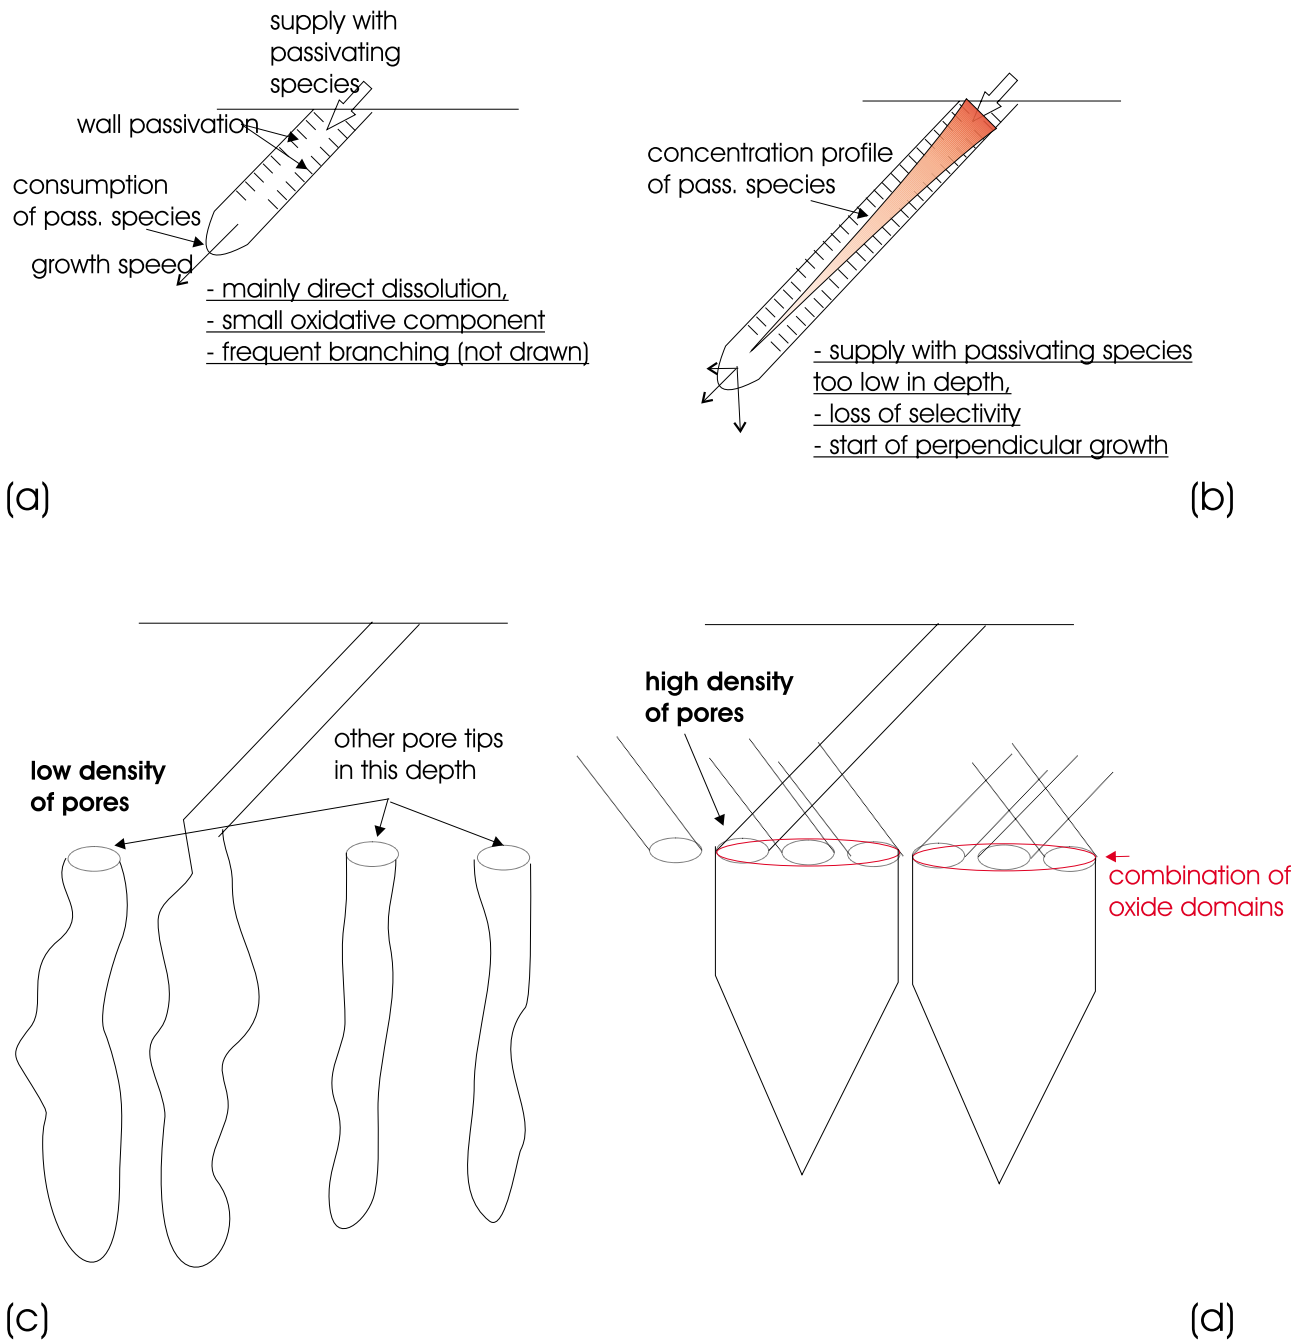 supply with
passivating
species
wall passivation
consumption
of pass. species
growth speed
- mainly direct dissolution,
- small oxidative component
- frequent branching (not drawn)
(a)
concentration profile
of pass. species
- supply with passivating species
too low in depth,
- loss of selectivity
- start of perpendicular growth
(b)
low density
of pores
other pore tips
in this depth
(c)
high density
of pores
combination of
oxide domains
(d)